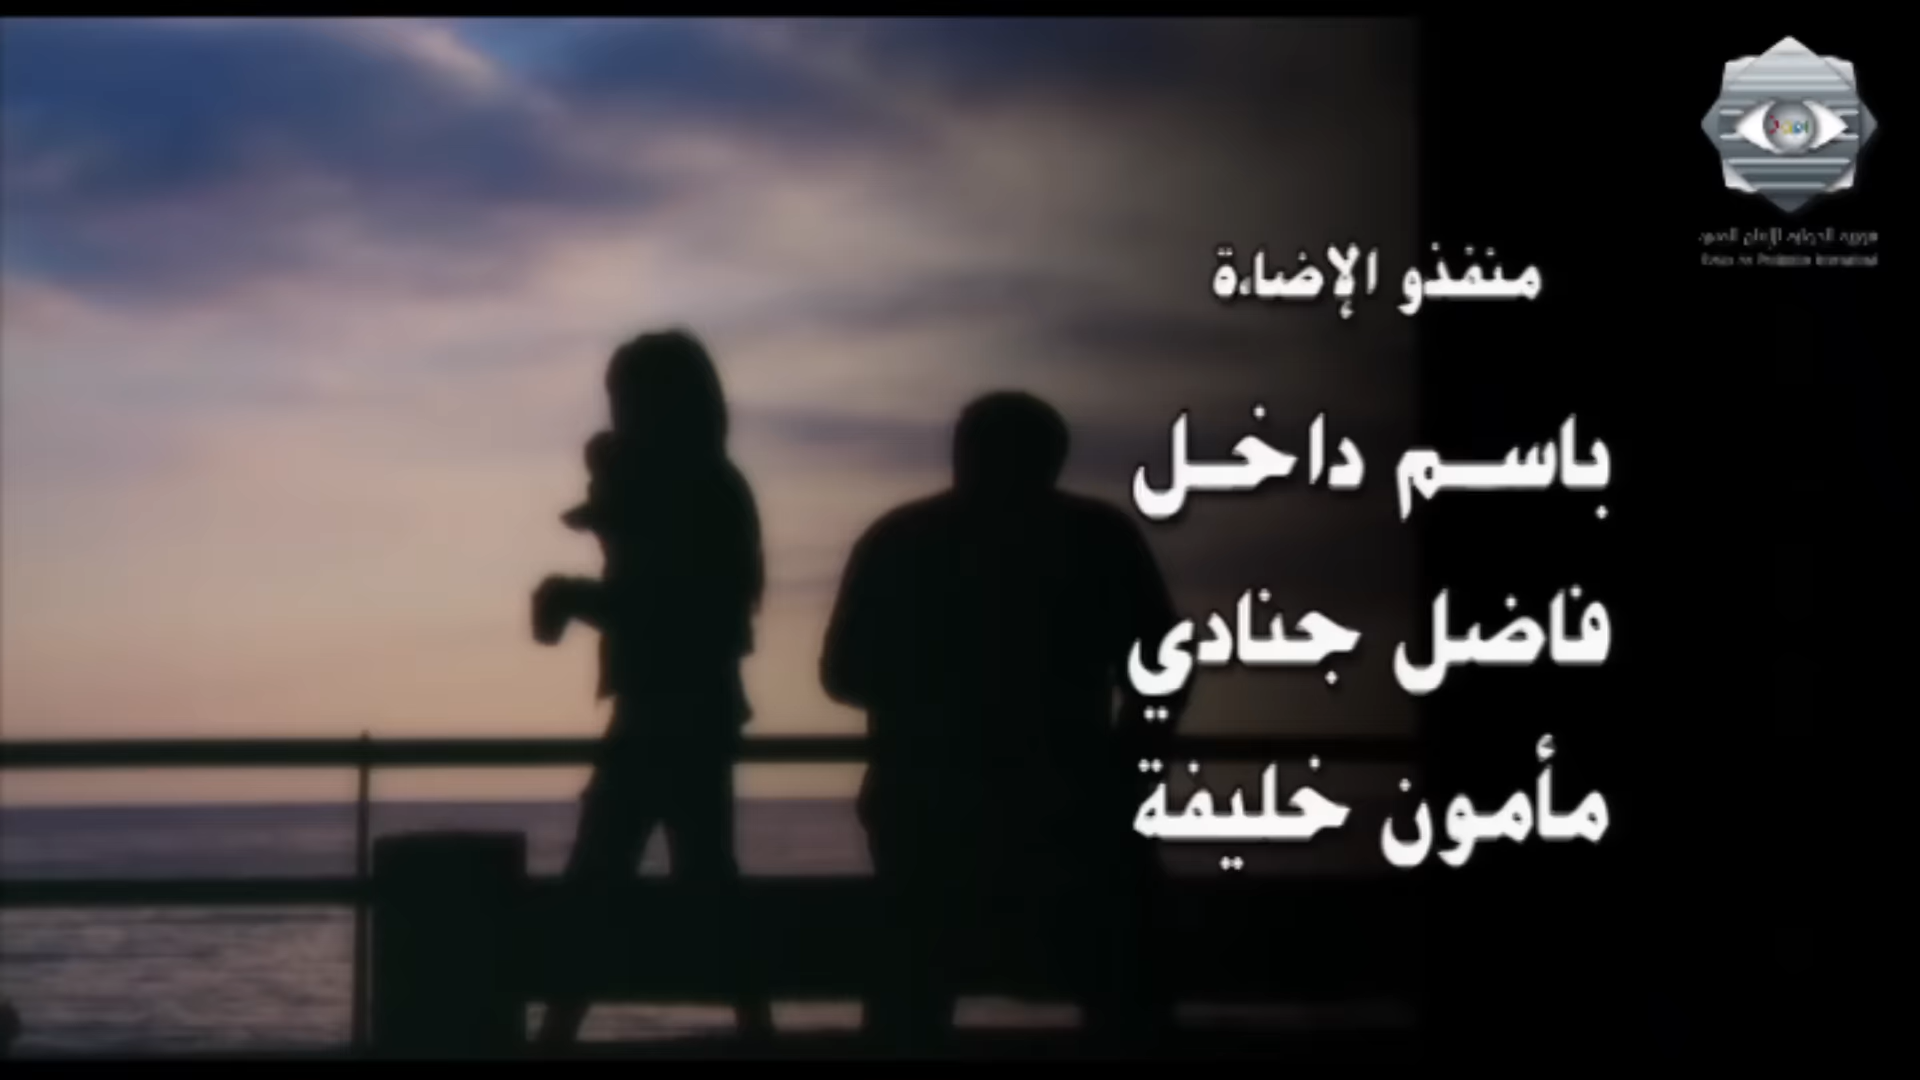 منفذو الإضاءة
باسم داخل
فاضل جنادي
مأمون خليفة